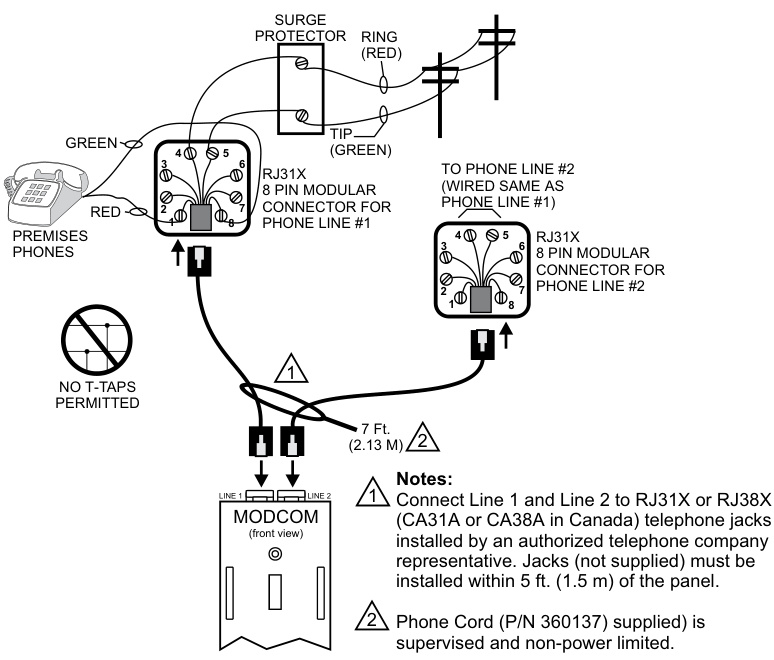 SURGE
PROTECTOR
RING
(RED)
TIP
(GREEN)
GREEN
RED
PREMISES
PHONES
4 5
3 6
2 7
1 8
RJ31X
8 PIN MODULAR
CONNECTOR FOR
PHONE LINE #1
TO PHONE LINE #2
(WIRED SAME AS
PHONE LINE #1)
4 5
3 6
2 7
1 8
RJ31X
8 PIN MODULAR
CONNECTOR FOR
PHONE LINE #2
NO T-TAPS
PERMITTED
1
7 Ft.
(2.13 M)
2
LINE 1
LINE 2
MODCOM
(front view)
Notes:
1
Connect Line 1 and Line 2 to RJ31X or RJ38X
(CA31A or CA38A in Canada) telephone jacks
installed by an authorized telephone company
representative. Jacks (not supplied) must be
installed within 5 ft. (1.5 m) of the panel.
2
Phone Cord (P/N 360137) supplied) is
supervised and non-power limited.